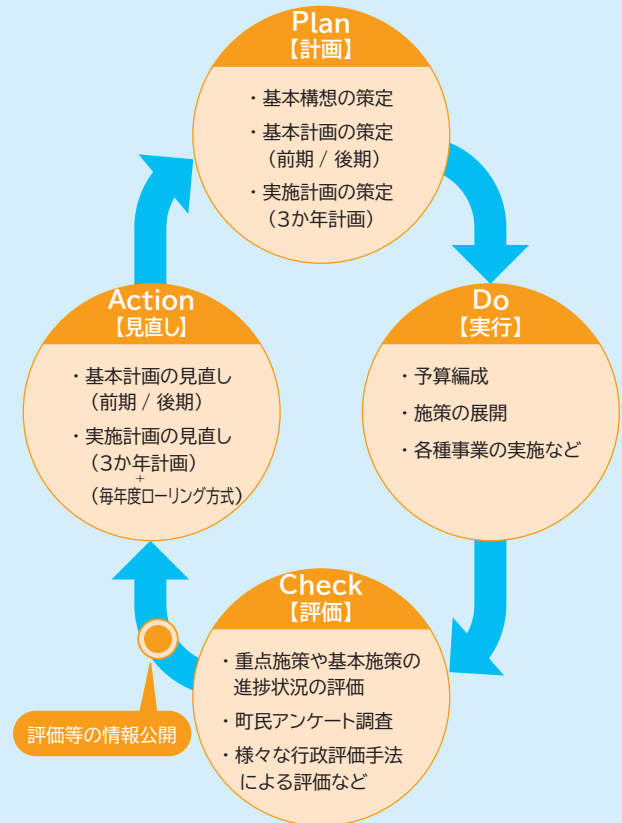 Plan
【計画】
・基本構想の策定
・基本計画の策定
(前期 / 後期)
・実施計画の策定
(3か年計画)
Do
【実行】
・予算編成
・施策の展開
・各種事業の実施など
Check
【評価】
・重点施策や基本施策の
進捗状況の評価
・町民アンケート調査
・様々な行政評価手法
による評価など
評価等の情報公開
Action
【見直し】
・基本計画の見直し
(前期 / 後期)
・実施計画の見直し
(3か年計画)
+
(毎年度ローリング方式)